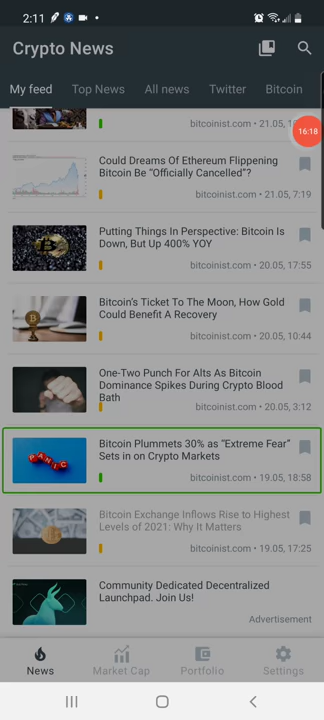 2:11
Crypto News
My feed Top News All news Twitter Bitcoin
bitcoinist.com • 21.05,
16:18
Could Dreams Of Ethereum Flippening
Bitcoin Be “Officially Cancelled”?
bitcoinist.com • 21.05, 7:19
Putting Things In Perspective: Bitcoin Is
Down, But Up 400% YOY
bitcoinist.com • 20.05, 17:55
Bitcoin’s Ticket To The Moon, How Gold
Could Benefit A Recovery
bitcoinist.com • 20.05, 10:44
One-Two Punch For Alts As Bitcoin
Dominance Spikes During Crypto Blood
Bath
bitcoinist.com • 20.05, 3:12
PANIC
Bitcoin Plummets 30% as “Extreme Fear”
Sets in on Crypto Markets
bitcoinist.com • 19.05, 18:58
Bitcoin Exchange Inflows Rise to Highest
Levels of 2021: Why It Matters
bitcoinist.com • 19.05, 17:25
Community Dedicated Decentralized
Launchpad. Join Us!
Advertisement
News Market Cap Portfolio Settings